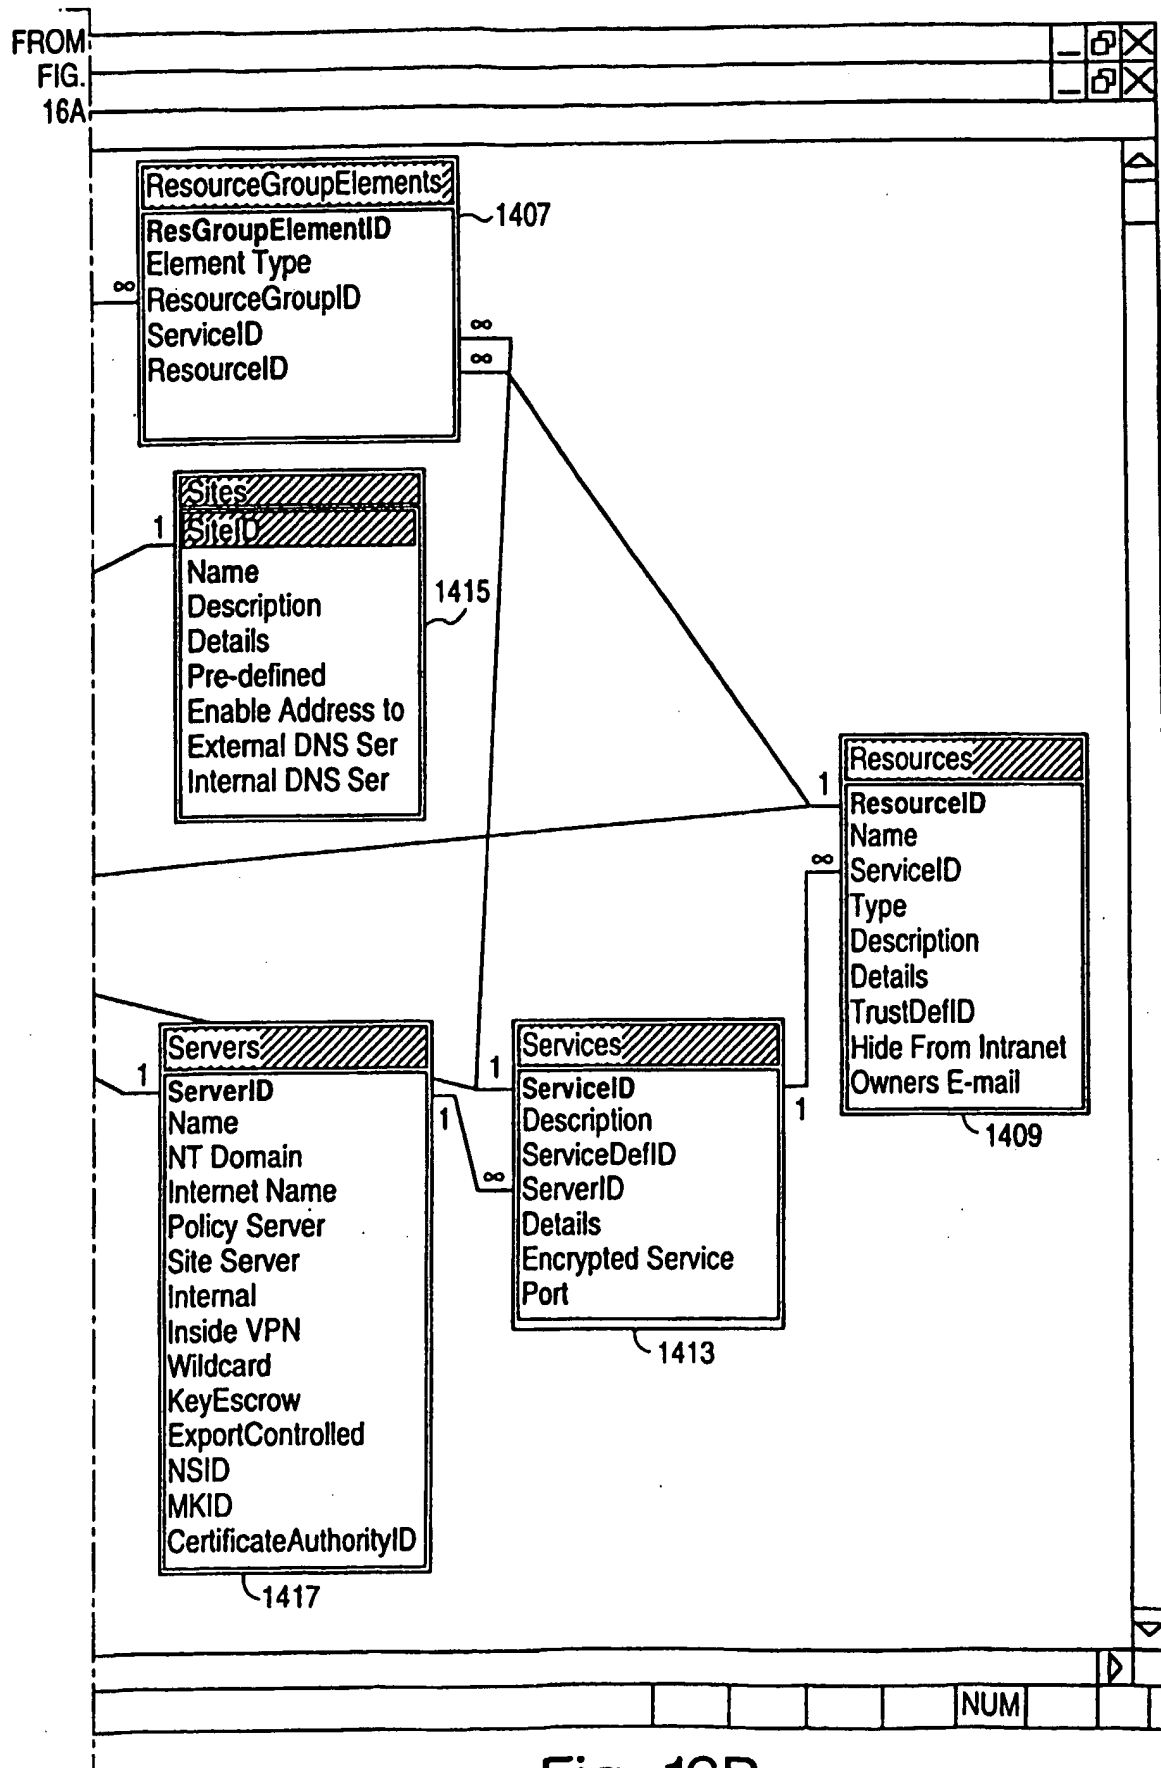 FROM
FIG.
16A
ResourceGroupElements
ResGroupElementID
Element Type
ResourceGroupID
ServiceID
ResourceID
∞
∞
∞
1407
Sites
SiteID
Name
Description
Details
Pre-defined
Enable Address to
External DNS Ser
Internal DNS Ser
1
1415
Resources
ResourceID
Name
ServiceID
Type
Description
Details
TrustDefID
Hide From Intranet
Owners E-mail
1
∞
1409
Servers
ServerID
Name
NT Domain
Internet Name
Policy Server
Site Server
Internal
Inside VPN
Wildcard
KeyEscrow
ExportControlled
NSID
MKID
CertificateAuthorityID
1
1
1417
Services
ServiceID
Description
ServiceDefID
ServerID
Details
Encrypted Service
Port
1
∞
1
1413
NUM